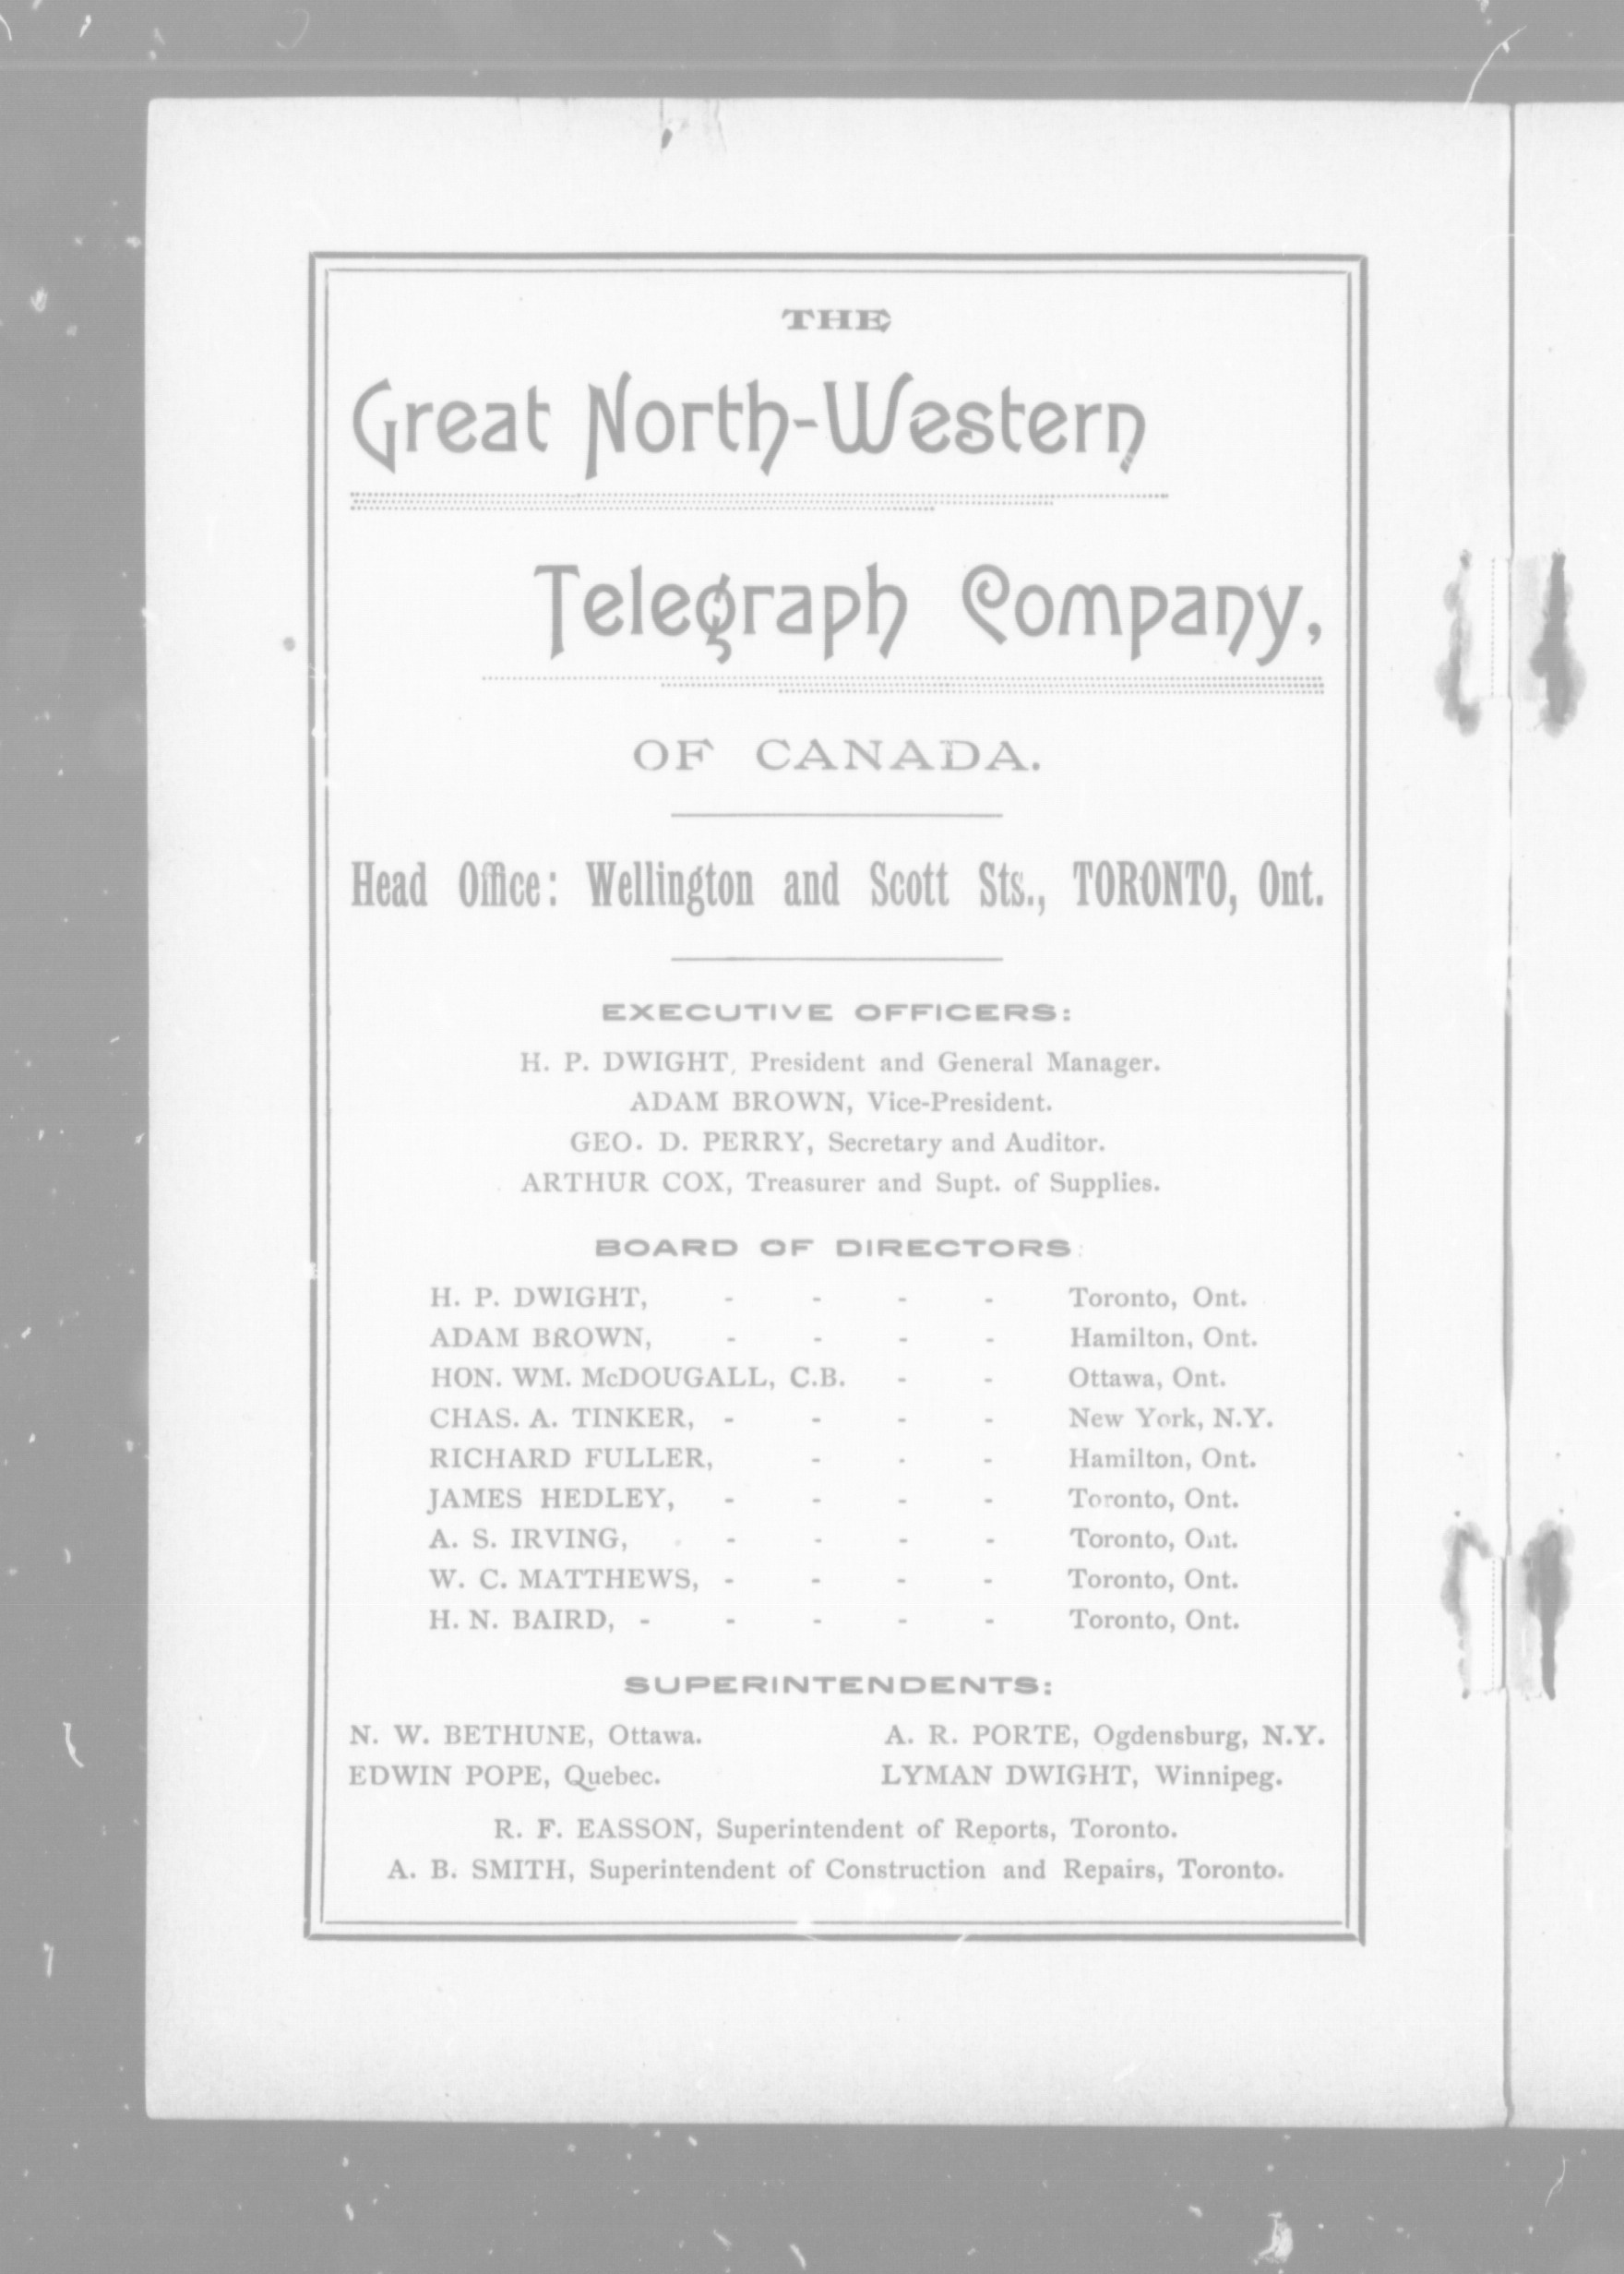 THE
Great North-Western
Telegraph Company,
OF CANADA.
Head Office: Wellington and Scott Sts., TORONTO, Ont.
EXECUTIVE OFFICERS:
H. P. DWIGHT, President and General Manager.
ADAM BROWN, Vice-President.
GEO. D. PERRY, Secretary and Auditor.
ARTHUR COX, Treasurer and Supt. of Supplies.
BOARD OF DIRECTORS:
H. P. DWIGHT, - - - - Toronto, Ont.
ADAM BROWN, - - - - Hamilton, Ont.
HON. WM. McDOUGALL, C.B. - - Ottawa, Ont.
CHAS. A. TINKER, - - - - New York, N.Y.
RICHARD FULLER, - - - Hamilton, Ont.
JAMES HEDLEY, - - - - Toronto, Ont.
A. S. IRVING, - - - - Toronto, Ont.
W. C. MATTHEWS, - - - - Toronto, Ont.
H. N. BAIRD, - - - - - Toronto, Ont.
SUPERINTENDENTS:
N. W. BETHUNE, Ottawa. A. R. PORTE, Ogdensburg, N.Y.
EDWIN POPE, Quebec. LYMAN DWIGHT, Winnipeg.
R. F. EASSON, Superintendent of Reports, Toronto.
A. B. SMITH, Superintendent of Construction and Repairs, Toronto.